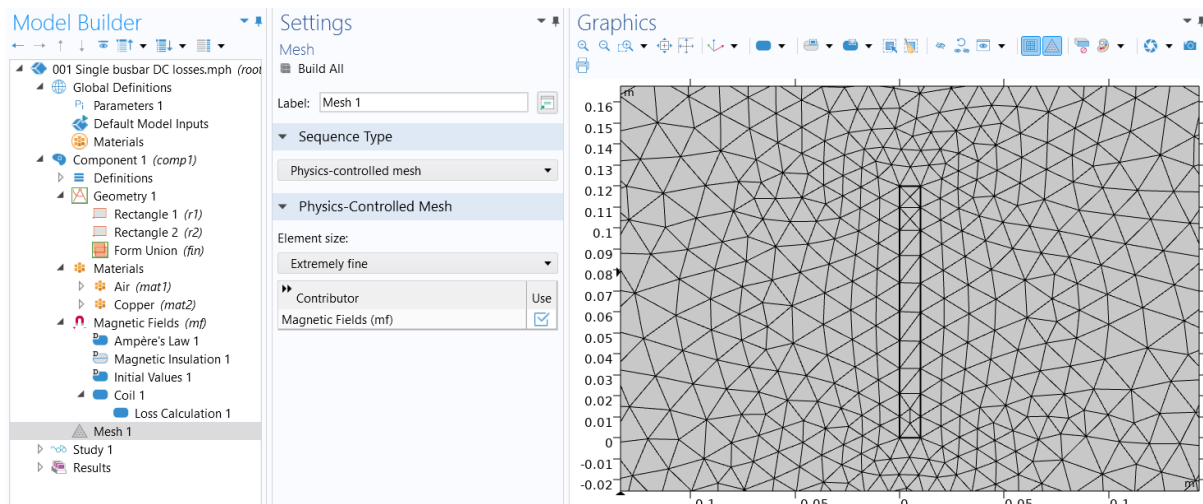 Model Builder
001 Single busbar DC losses.mph (root
Global Definitions
Pi Parameters 1
Default Model Inputs
Materials
Component 1 (comp1)
Definitions
Geometry 1
Rectangle 1 (r1)
Rectangle 2 (r2)
Form Union (fin)
Materials
Air (mat1)
Copper (mat2)
Magnetic Fields (mf)
D Ampère's Law 1
D Magnetic Insulation 1
D Initial Values 1
Coil 1
Loss Calculation 1
Mesh 1
Study 1
Results
Settings
Mesh
Build All
Label: Mesh 1
Sequence Type
Physics-controlled mesh
Physics-Controlled Mesh
Element size:
Extremely fine
Contributor Use
Magnetic Fields (mf)
Graphics
m
0.16
0.15
0.14
0.13
0.12
0.11
0.1
0.09
0.08
0.07
0.06
0.05
0.04
0.03
0.02
0.01
0
-0.01
-0.02
m
-0.1 -0.05 0 0.05 0.1